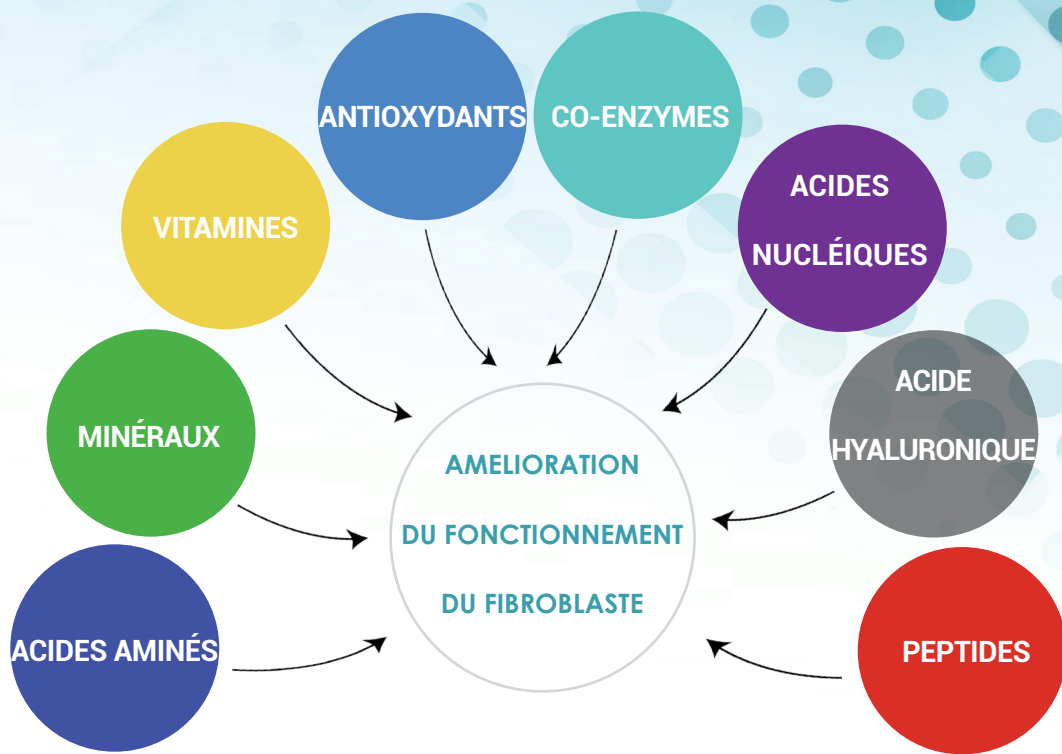 ANTIOXYDANTS
CO-ENZYMES
VITAMINES
ACIDES
NUCLÉIQUES
MINÉRAUX
ACIDE
HYALURONIQUE
AMELIORATION
DU FONCTIONNEMENT
DU FIBROBLASTE
ACIDES AMINÉS
PEPTIDES